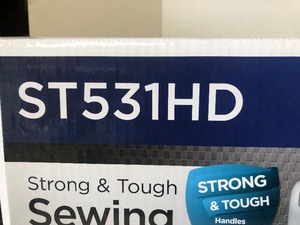 ST531HD
Strong & Tough
Sewing
STRONG
& TOUGH
Handles